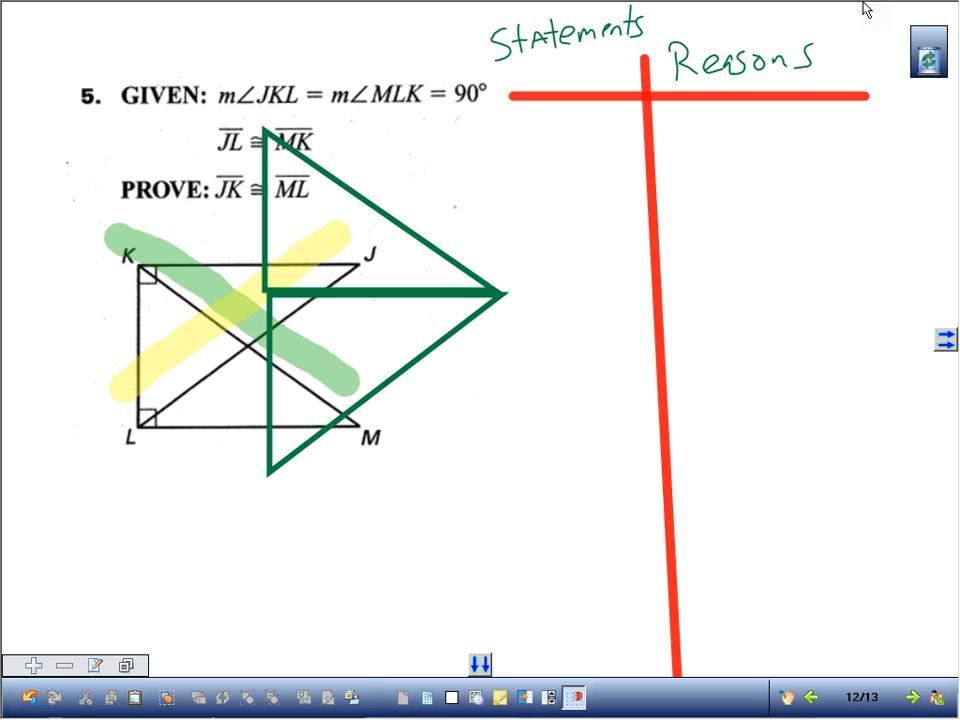 Statements
Reasons
5. GIVEN: m∠JKL = m∠MLK = 90°
JL ≅ MK
PROVE: JK ≅ ML
K
J
L
M
12/13